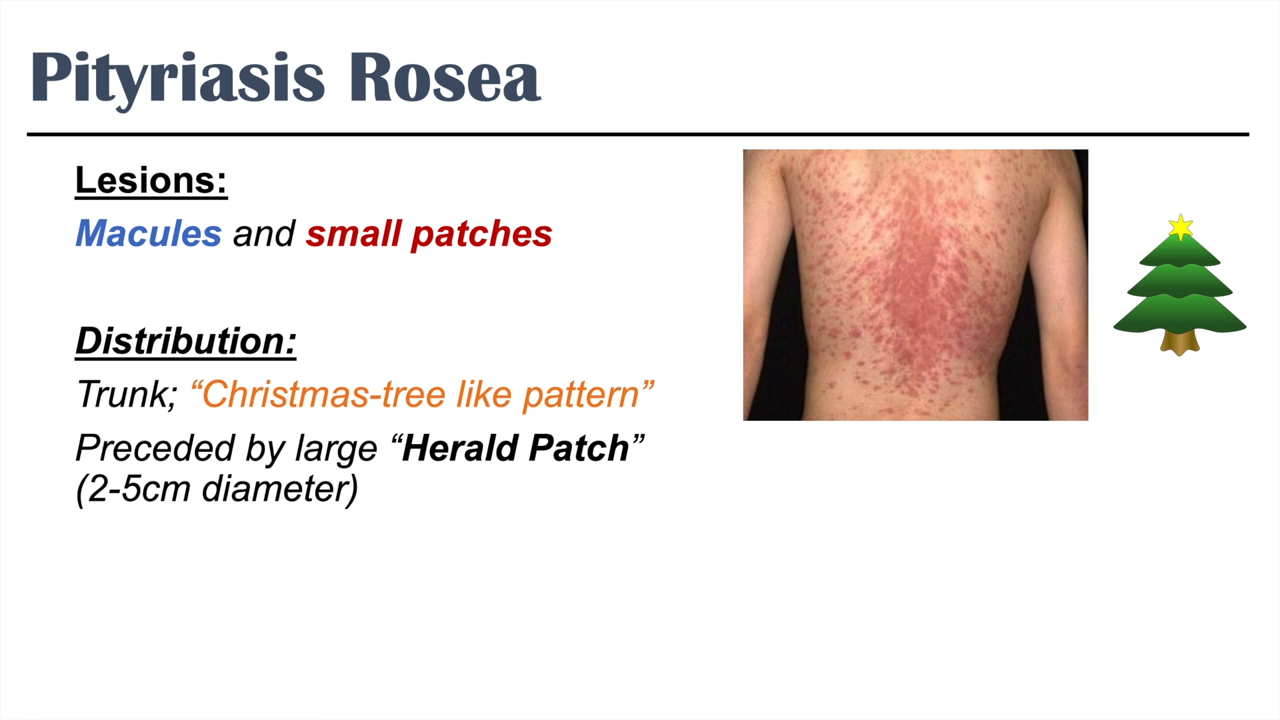 Pityriasis Rosea
Lesions:
Macules and small patches
Distribution:
Trunk; “Christmas-tree like pattern”
Preceded by large “Herald Patch”
(2-5cm diameter)